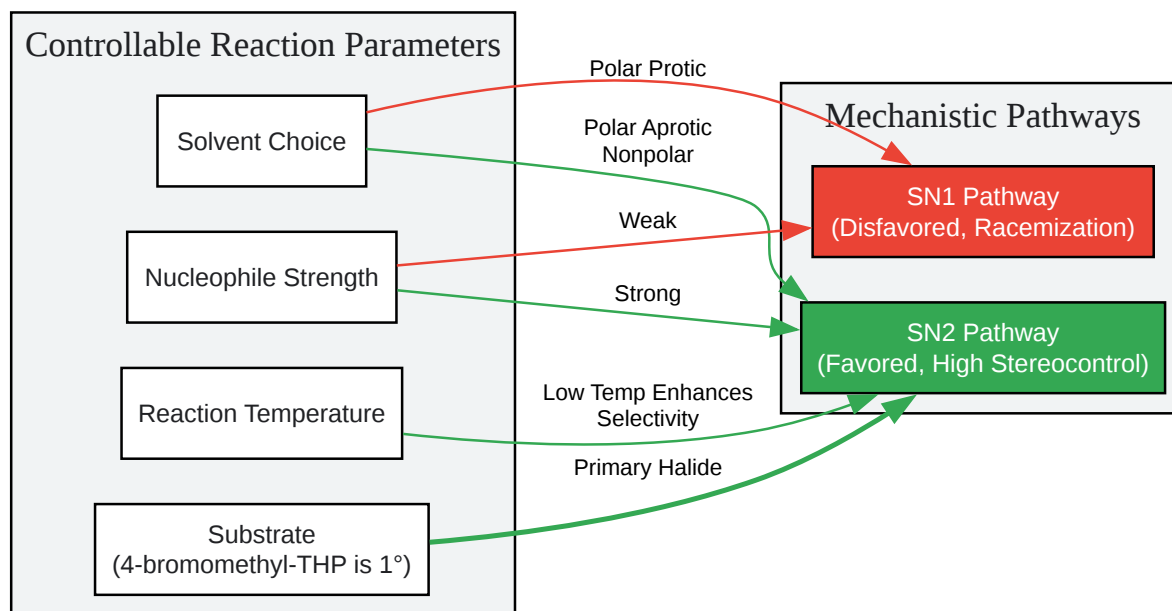 Controllable Reaction Parameters
Solvent Choice
Nucleophile Strength
Reaction Temperature
Substrate
(4-bromomethyl-THP is 1°)
Polar Protic
Polar Aprotic
Nonpolar
Weak
Strong
Low Temp Enhances
Selectivity
Primary Halide
Mechanistic Pathways
SN1 Pathway
(Disfavored, Racemization)
SN2 Pathway
(Favored, High Stereocontrol)